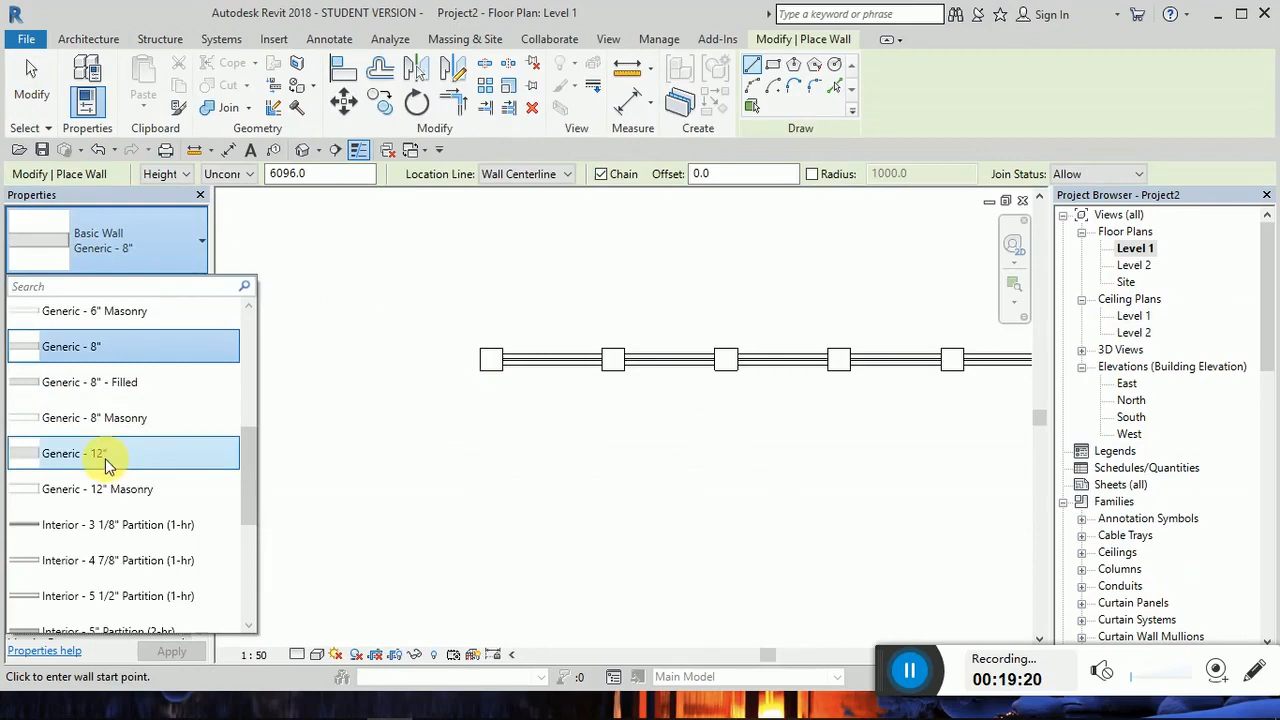 Autodesk Revit 2018 - STUDENT VERSION - Project2 - Floor Plan: Level 1
Type a keyword or phrase
Sign In
File Architecture Structure Systems Insert Annotate Analyze Massing & Site Collaborate View Manage Add-Ins Modify | Place Wall
Modify
Paste
Cope
Cut
Join
Select Properties Clipboard Geometry Modify View Measure Create Draw
Modify | Place Wall Height Unconr 6096.0 Location Line: Wall Centerline Chain Offset: 0.0 Radius: 1000.0 Join Status: Allow
Properties
Basic Wall
Generic - 8"
Search
Generic - 6" Masonry
Generic - 8"
Generic - 8" - Filled
Generic - 8" Masonry
Generic - 12"
Generic - 12" Masonry
Interior - 3 1/8" Partition (1-hr)
Interior - 4 7/8" Partition (1-hr)
Interior - 5 1/2" Partition (1-hr)
Interior - 5" Partition (2-hr)
Properties help
Apply
2D
Project Browser - Project2
Views (all)
Floor Plans
Level 1
Level 2
Site
Ceiling Plans
Level 1
Level 2
3D Views
Elevations (Building Elevation)
East
North
South
West
Legends
Schedules/Quantities
Sheets (all)
Families
Annotation Symbols
Cable Trays
Ceilings
Columns
Conduits
Curtain Panels
Curtain Systems
Curtain Wall Mullions
1 : 50
Click to enter wall start point.
:0
Main Model
Recording...
00:19:20